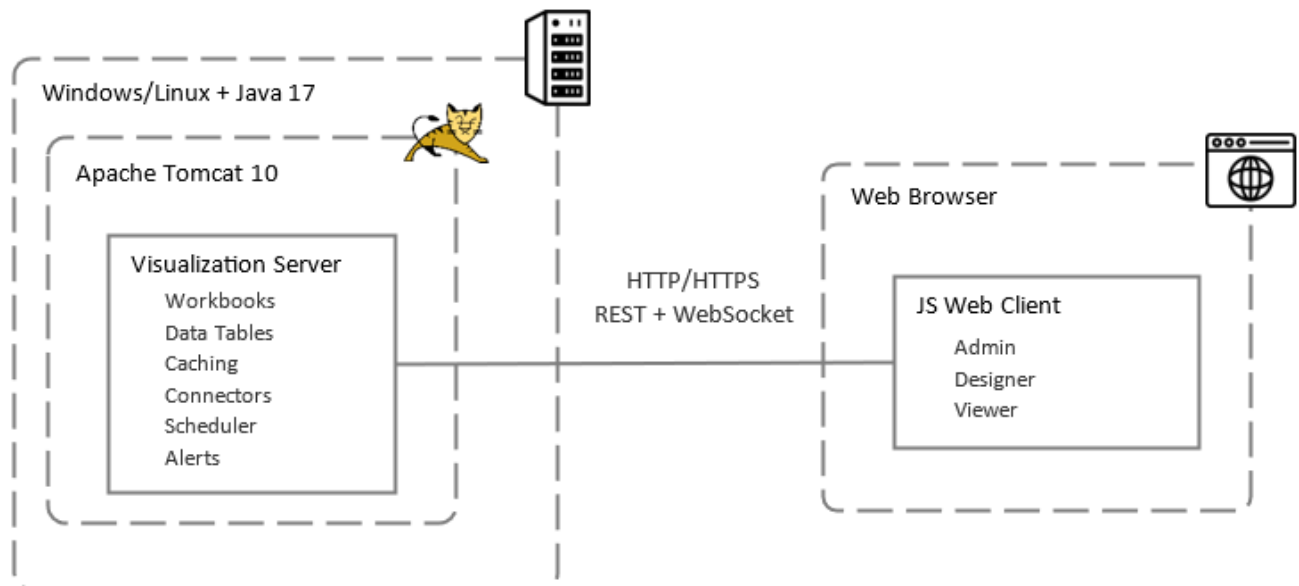 Windows/Linux + Java 17
Apache Tomcat 10
Visualization Server
Workbooks
Data Tables
Caching
Connectors
Scheduler
Alerts
HTTP/HTTPS
REST + WebSocket
Web Browser
JS Web Client
Admin
Designer
Viewer